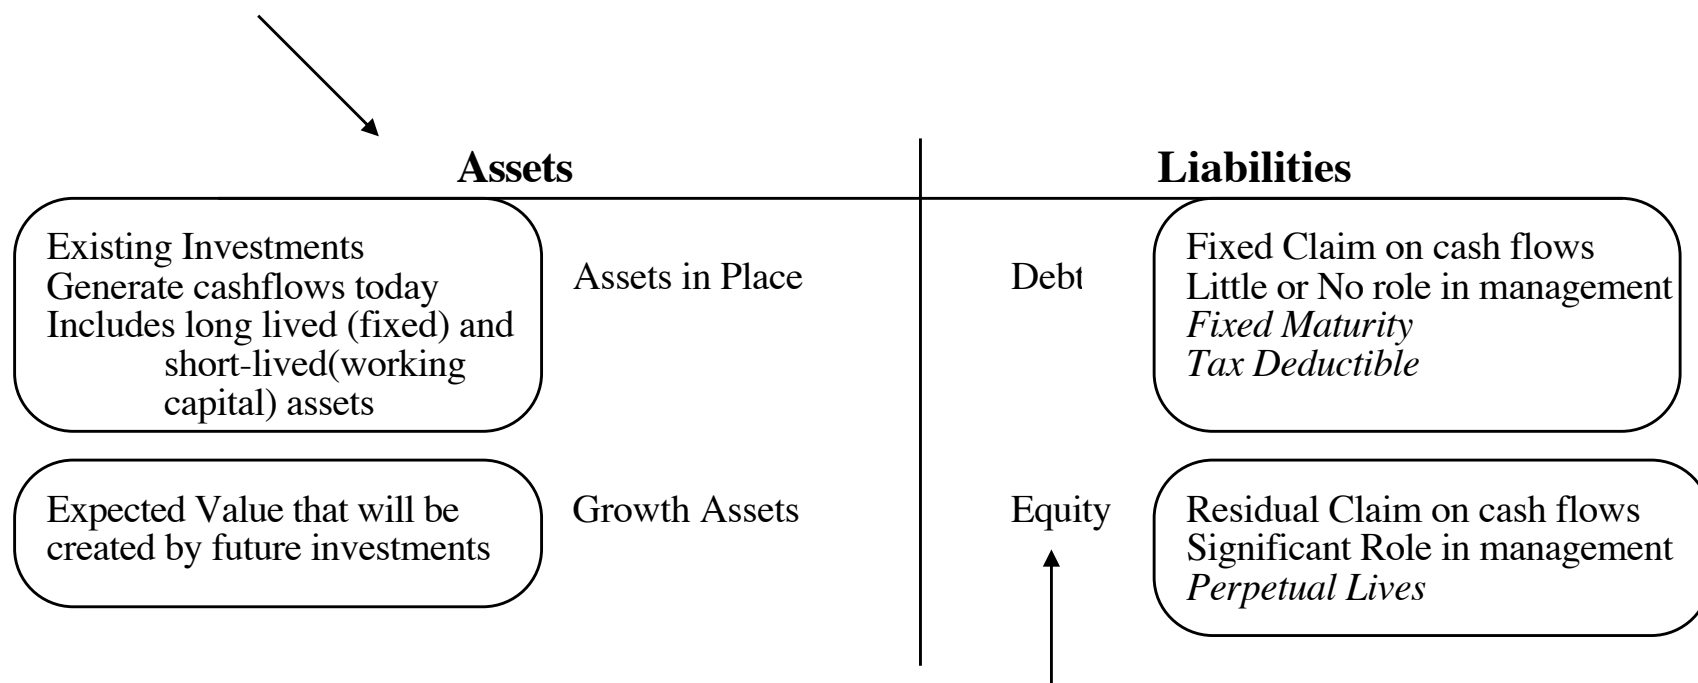 Assets
Liabilities
Existing Investments
Generate cashflows today
Includes long lived (fixed) and
short-lived(working
capital) assets
Assets in Place
Debt
Fixed Claim on cash flows
Little or No role in management
Fixed Maturity
Tax Deductible
Expected Value that will be
created by future investments
Growth Assets
Equity
Residual Claim on cash flows
Significant Role in management
Perpetual Lives